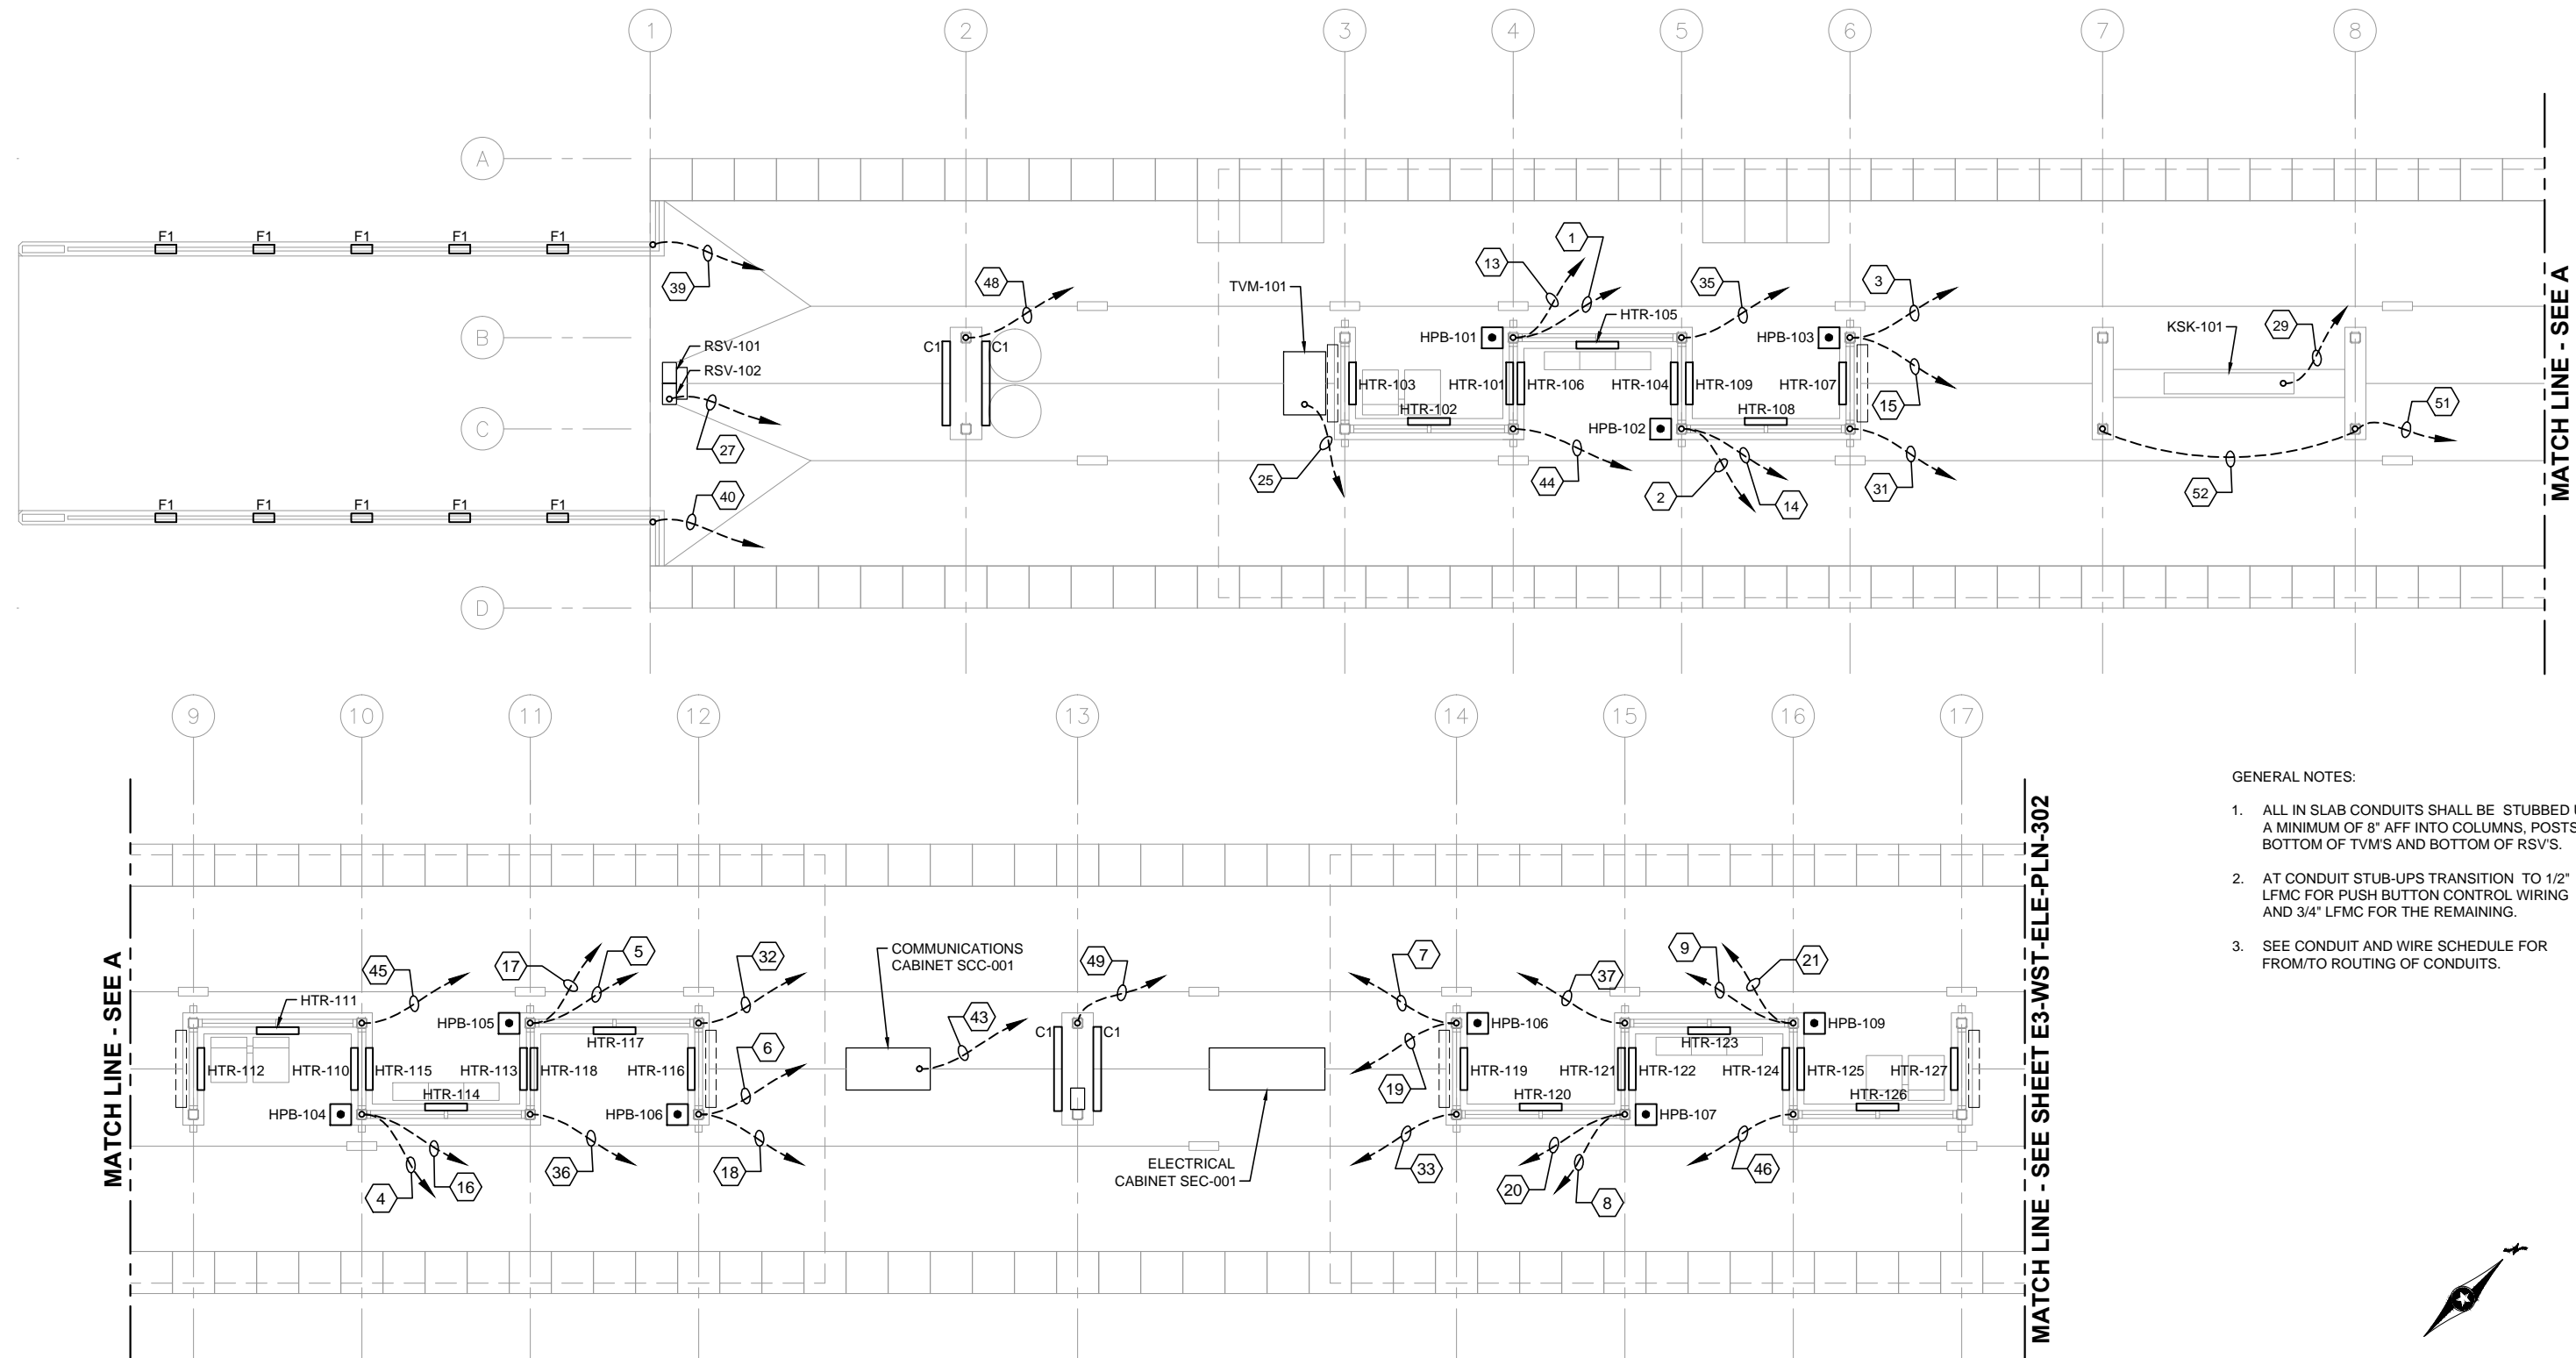 1 2 3 4 5 6 7 8
A
F1 F1 F1 F1 F1
39
48
13
1
35
3
TVM-101
HTR-105
KSK-101
29
B
RSV-101
RSV-102
C1 C1
HPB-101
HPB-103
HTR-103 HTR-101 HTR-106 HTR-104 HTR-109 HTR-107
HTR-102
HTR-108
15
51
C
HPB-102
27
25
44
2
14
31
52
40
F1 F1 F1 F1 F1
D
MATCH LINE - SEE A
9 10 11 12 13 14 15 16 17
MATCH LINE - SEE A
45
17
5
32
COMMUNICATIONS
CABINET SCC-001
49
7
37
9
21
HTR-111
43
HPB-105
C1 C1
HPB-106
HPB-109
HTR-117
HTR-123
6
HTR-112 HTR-110 HTR-115 HTR-113 HTR-118 HTR-116
HTR-119 HTR-121 HTR-122 HTR-124 HTR-125 HTR-127
19
HTR-114
HTR-120
HTR-126
HPB-104
HPB-106
HPB-107
4
16
36
18
ELECTRICAL
CABINET SEC-001
33
20
8
46
MATCH LINE - SEE SHEET E3-WST-ELE-PLN-302
GENERAL NOTES:
1. ALL IN SLAB CONDUITS SHALL BE STUBBED
A MINIMUM OF 8" AFF INTO COLUMNS, POSTS
BOTTOM OF TVM'S AND BOTTOM OF RSV'S.
2. AT CONDUIT STUB-UPS TRANSITION TO 1/2"
LFMC FOR PUSH BUTTON CONTROL WIRING
AND 3/4" LFMC FOR THE REMAINING.
3. SEE CONDUIT AND WIRE SCHEDULE FOR
FROM/TO ROUTING OF CONDUITS.